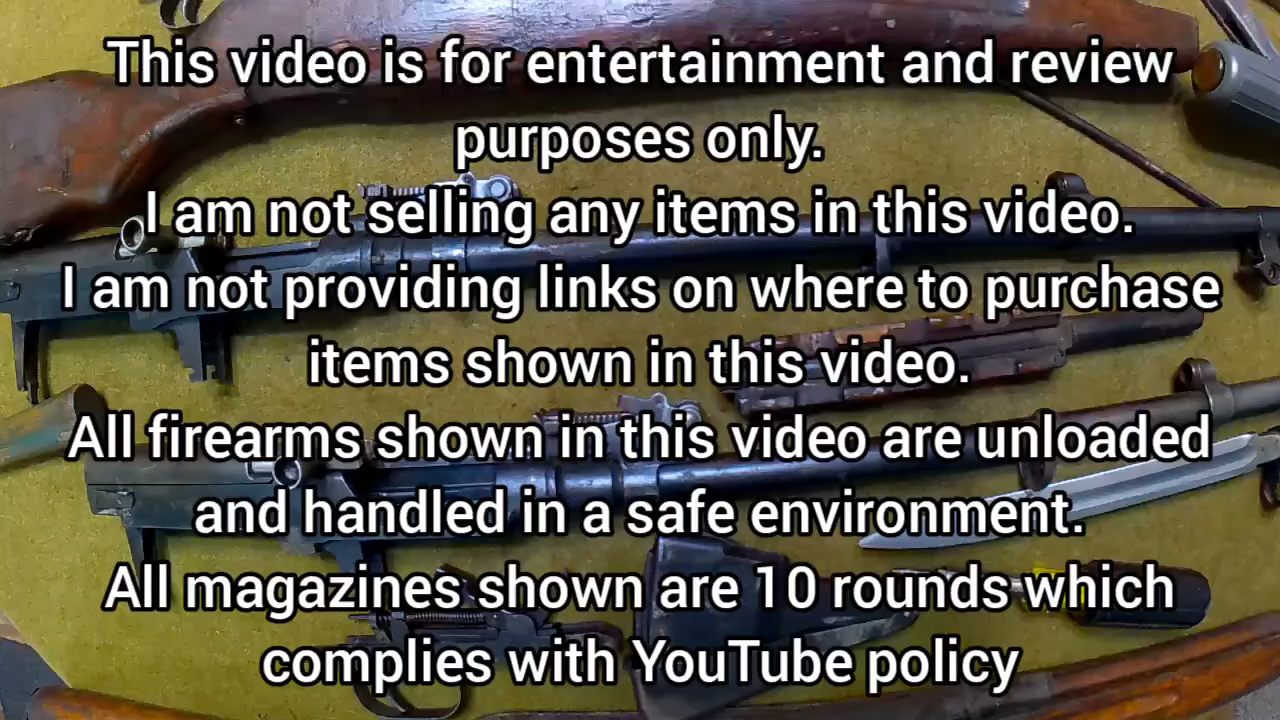 This video is for entertainment and review
purposes only.
I am not selling any items in this video.
I am not providing links on where to purchase
items shown in this video.
All firearms shown in this video are unloaded
and handled in a safe environment.
All magazines shown are 10 rounds which
complies with YouTube policy